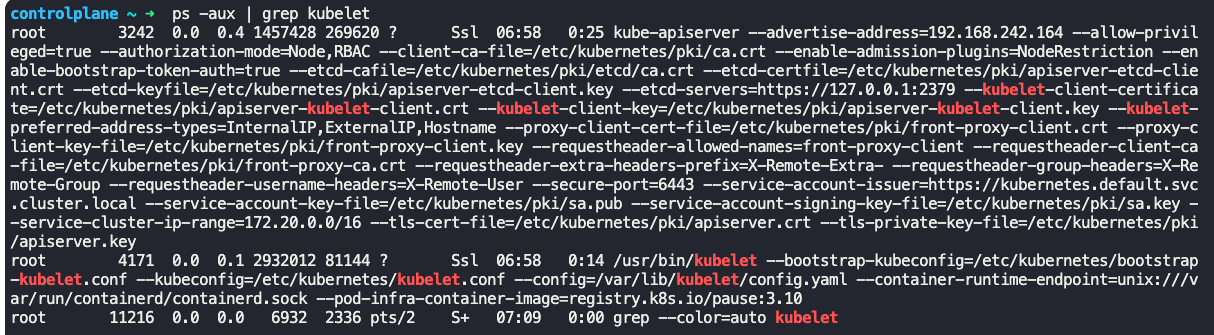 controlplane ~ ➜  ps -aux | grep kubelet
root        3242  0.0  0.4 1457428 269620 ?      Ssl  06:58   0:25 kube-apiserver --advertise-address=192.168.242.164 --allow-privil
eged=true --authorization-mode=Node,RBAC --client-ca-file=/etc/kubernetes/pki/ca.crt --enable-admission-plugins=NodeRestriction --en
able-bootstrap-token-auth=true --etcd-cafile=/etc/kubernetes/pki/etcd/ca.crt --etcd-certfile=/etc/kubernetes/pki/apiserver-etcd-clie
nt.crt --etcd-keyfile=/etc/kubernetes/pki/apiserver-etcd-client.key --etcd-servers=https://127.0.0.1:2379 --kubelet-client-certifica
te=/etc/kubernetes/pki/apiserver-kubelet-client.crt --kubelet-client-key=/etc/kubernetes/pki/apiserver-kubelet-client.key --kubelet-
preferred-address-types=InternalIP,ExternalIP,Hostname --proxy-client-cert-file=/etc/kubernetes/pki/front-proxy-client.crt --proxy-c
lient-key-file=/etc/kubernetes/pki/front-proxy-client.key --requestheader-allowed-names=front-proxy-client --requestheader-client-ca
-file=/etc/kubernetes/pki/front-proxy-ca.crt --requestheader-extra-headers-prefix=X-Remote-Extra- --requestheader-group-headers=X-Re
mote-Group --requestheader-username-headers=X-Remote-User --secure-port=6443 --service-account-issuer=https://kubernetes.default.svc
.cluster.local --service-account-key-file=/etc/kubernetes/pki/sa.pub --service-account-signing-key-file=/etc/kubernetes/pki/sa.key -
-service-cluster-ip-range=172.20.0.0/16 --tls-cert-file=/etc/kubernetes/pki/apiserver.crt --tls-private-key-file=/etc/kubernetes/pki
/apiserver.key
root        4171  0.0  0.1 2932012 81144 ?       Ssl  06:58   0:14 /usr/bin/kubelet --bootstrap-kubeconfig=/etc/kubernetes/bootstrap
-kubelet.conf --kubeconfig=/etc/kubernetes/kubelet.conf --config=/var/lib/kubelet/config.yaml --container-runtime-endpoint=unix:///v
ar/run/containerd/containerd.sock --pod-infra-container-image=registry.k8s.io/pause:3.10
root       11216  0.0  0.0   6932  2336 pts/2    S+   07:09   0:00 grep --color=auto kubelet